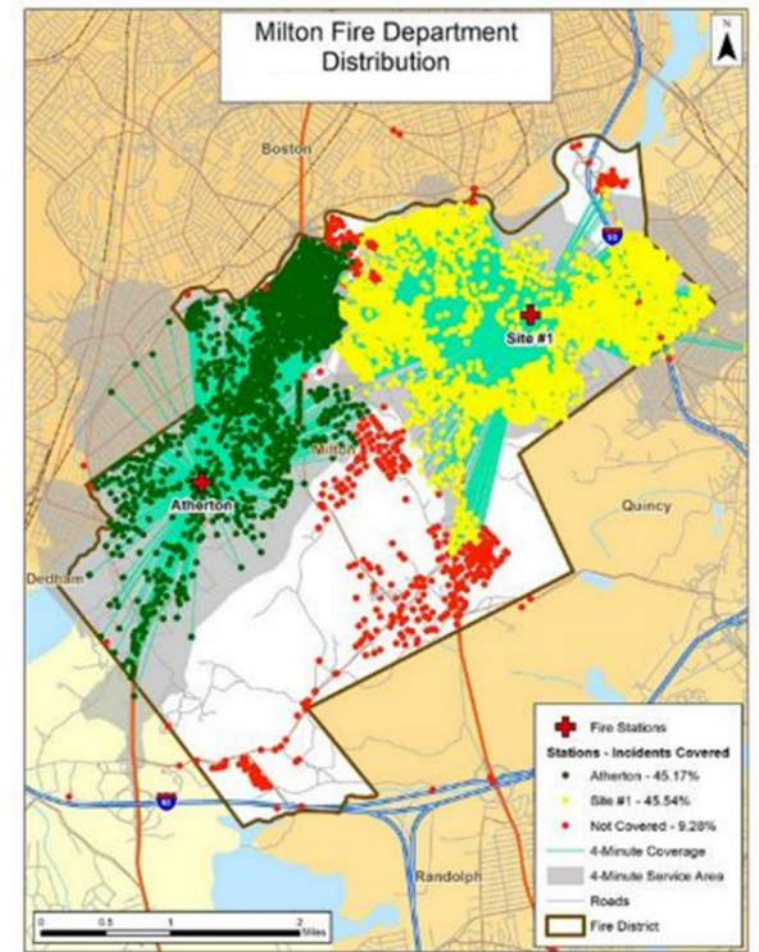 Milton Fire Department
Distribution
N
Boston
93
Site #1
Milton
Atherton
Quincy
Dedham
Fire Stations
Stations - Incidents Covered
Atherton - 45.17%
Site #1 - 45.54%
Not Covered - 9.28%
4-Minute Coverage
4-Minute Service Area
Roads
Fire District
Randolph
0 0.5 1 2
Miles